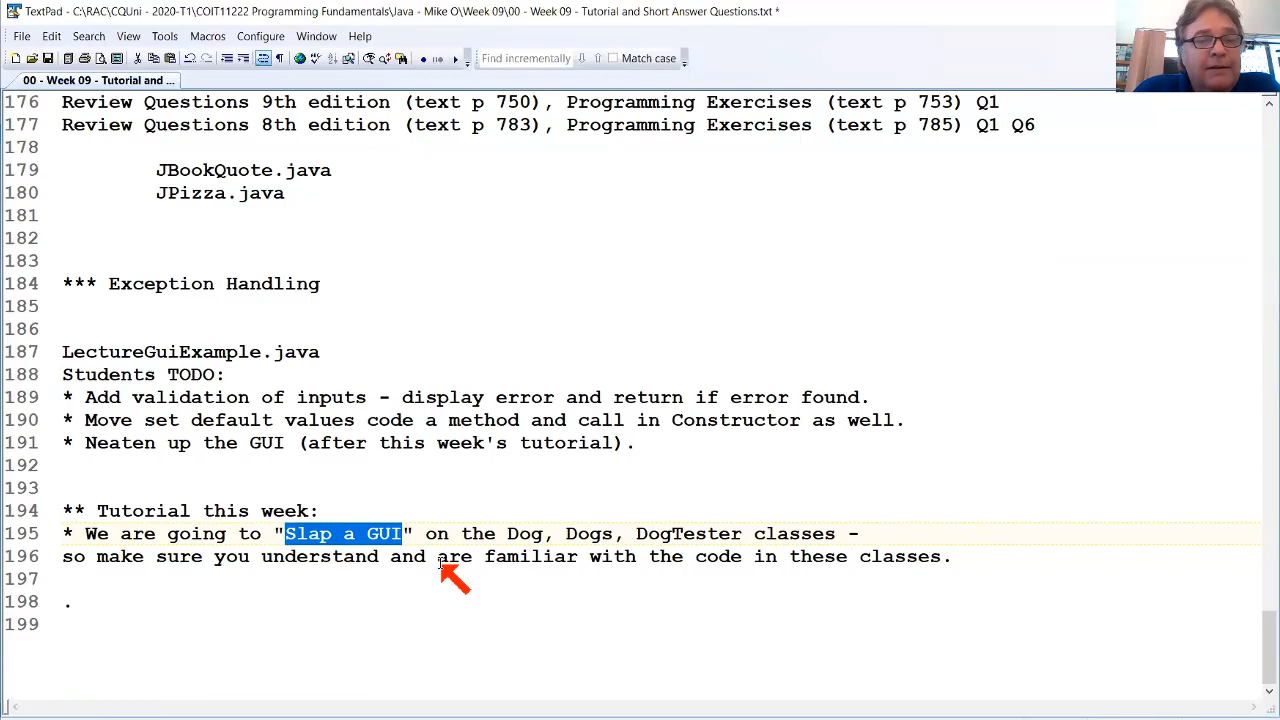 TextPad - C:\RAC\CQUni - 2020-T1\COIT11222 Programming Fundamentals\Java - Mike O\Week 09\00 - Week 09 - Tutorial and Short Answer Questions.txt *
File Edit Search View Tools Macros Configure Window Help
Find incrementally Match case
00 - Week 09 - Tutorial and ...
176 Review Questions 9th edition (text p 750), Programming Exercises (text p 753) Q1
177 Review Questions 8th edition (text p 783), Programming Exercises (text p 785) Q1 Q6
178
179 JBookQuote.java
180 JPizza.java
181
182
183
184 *** Exception Handling
185
186
187 LectureGuiExample.java
188 Students TODO:
189 * Add validation of inputs - display error and return if error found.
190 * Move set default values code a method and call in Constructor as well.
191 * Neaten up the GUI (after this week's tutorial).
192
193
194 ** Tutorial this week:
195 * We are going to "Slap a GUI" on the Dog, Dogs, DogTester classes -
196 so make sure you understand and are familiar with the code in these classes.
197
198 .
199